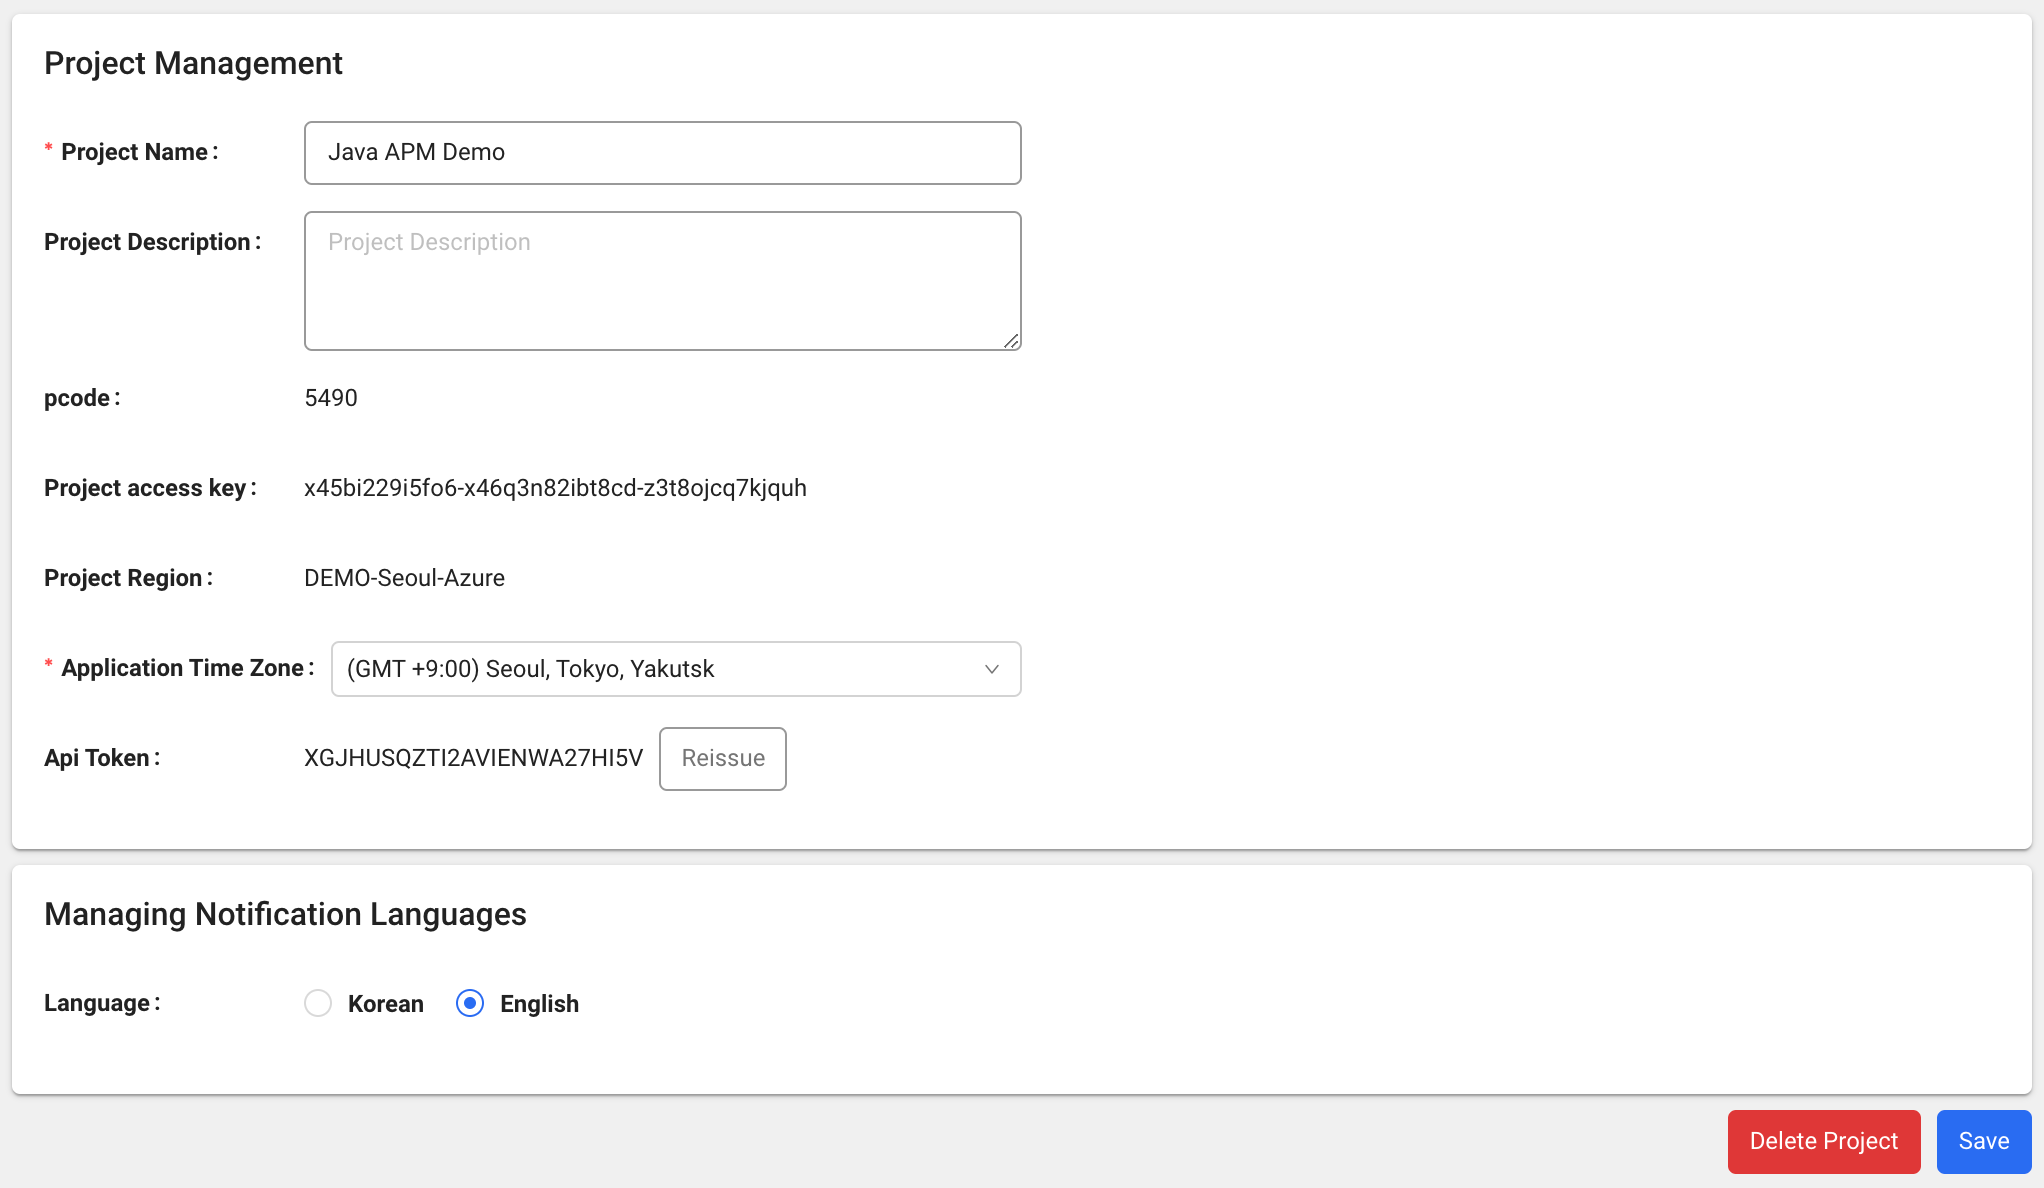 Project Management
* Project Name :
Java APM Demo
Project Description :
Project Description
pcode :
5490
Project access key :
x45bi229i5fo6-x46q3n82ibt8cd-z3t8ojcq7kjquh
Project Region :
DEMO-Seoul-Azure
* Application Time Zone :
(GMT +9:00) Seoul, Tokyo, Yakutsk
Api Token :
XGJHUSQZTI2AVIENWA27HI5V
Reissue
Managing Notification Languages
Language :
Korean
English
Delete Project
Save